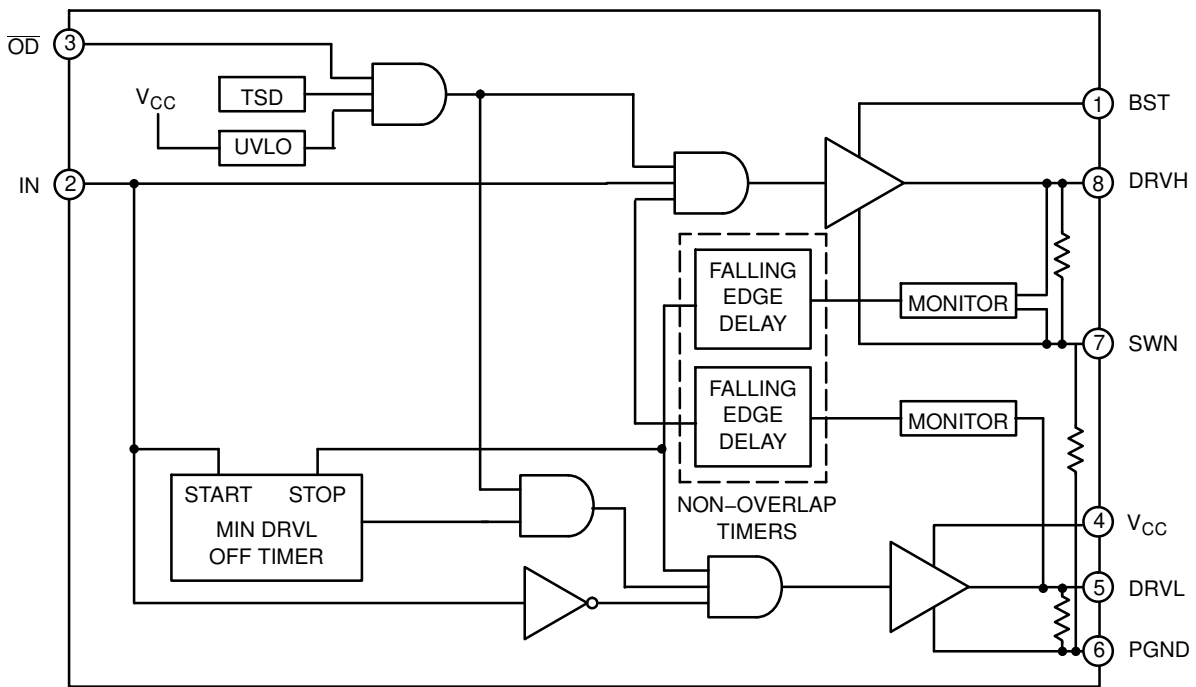 OD
3
TSD
VCC
UVLO
1
BST
IN
2
8
DRVH
FALLING
EDGE
DELAY
MONITOR
7
SWN
FALLING
EDGE
DELAY
MONITOR
START
STOP
MIN DRVL
OFF TIMER
NON−OVERLAP
TIMERS
4
VCC
5
DRVL
6
PGND